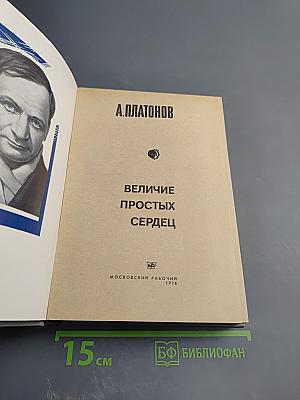 А.ПЛАТОНОВ
ВЕЛИЧИЕ
ПРОСТЫХ
СЕРДЕЦ
МОСКОВСКИЙ РАБОЧИЙ
1976
15 см
БФ БИБЛИОФАН